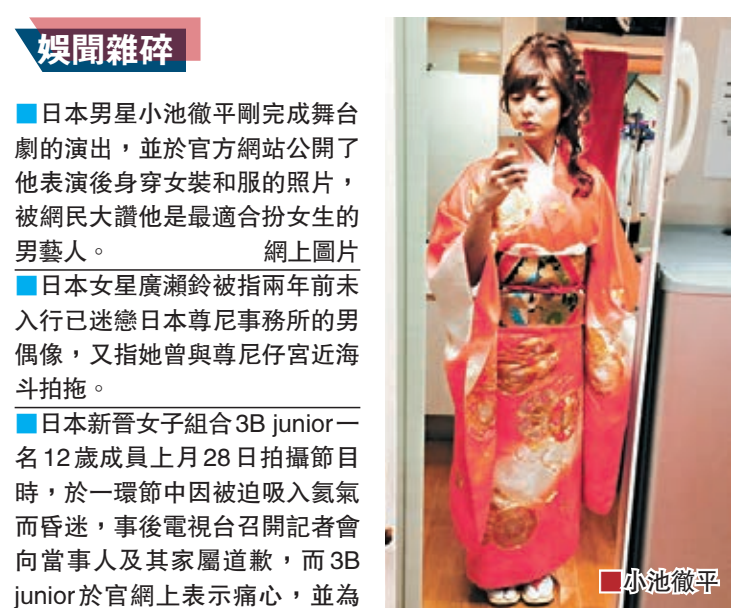 娛聞雜碎
■日本男星小池徹平剛完成舞台
劇的演出，並於官方網站公開了
他表演後身穿女裝和服的照片，
被網民大讚他是最適合扮女生的
男藝人。 網上圖片
■日本女星廣瀨鈴被指兩年前未
入行已迷戀日本尊尼事務所的男
偶像，又指她曾與尊尼仔宮近海
斗拍拖。
■日本新晉女子組合3B junior一
名12歲成員上月28日拍攝節目
時，於一環節中因被迫吸入氦氣
而昏迷，事後電視台召開記者會
向當事人及其家屬道歉，而3B
junior於官網上表示痛心，並為
■小池徹平